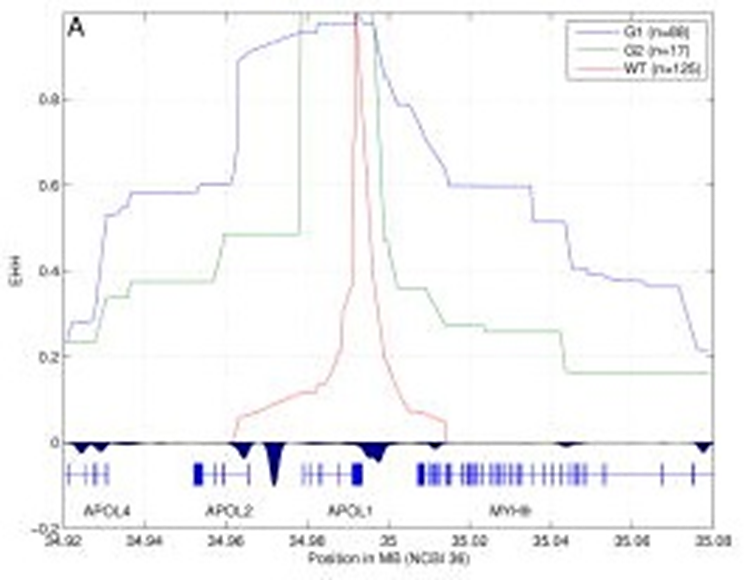 A
G1 (n=88)
G2 (n=17)
WT (n=125)
0.8
0.6
0.4
0.2
0
-0.2
EHH
APOL4 APOL2 APOL1 MYH9
34.92 34.94 34.96 34.98 35 35.02 35.04 35.06 35.08
Position in MB (NCBI 36)